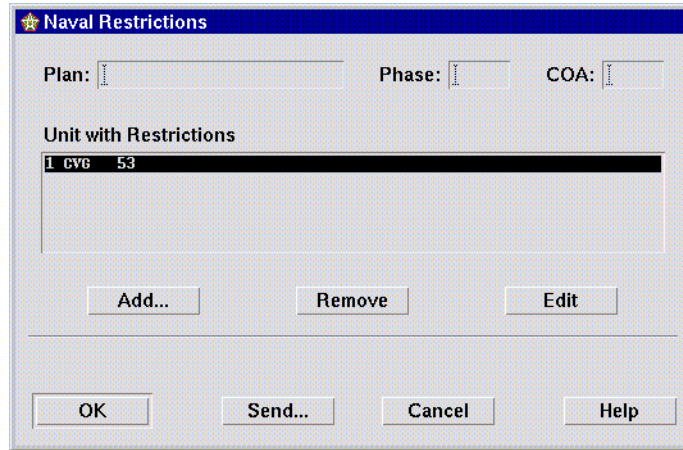 Naval Restrictions
Plan: Phase: COA:
Unit with Restrictions
1 CVG 53
Add... Remove Edit
OK Send... Cancel Help